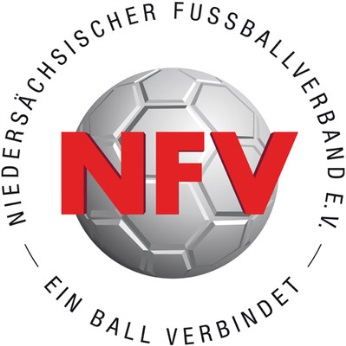 NIEDERSÄCHSISCHER FUSSBALLVERBAND E.V.
NFV
— EIN BALL VERBINDET —